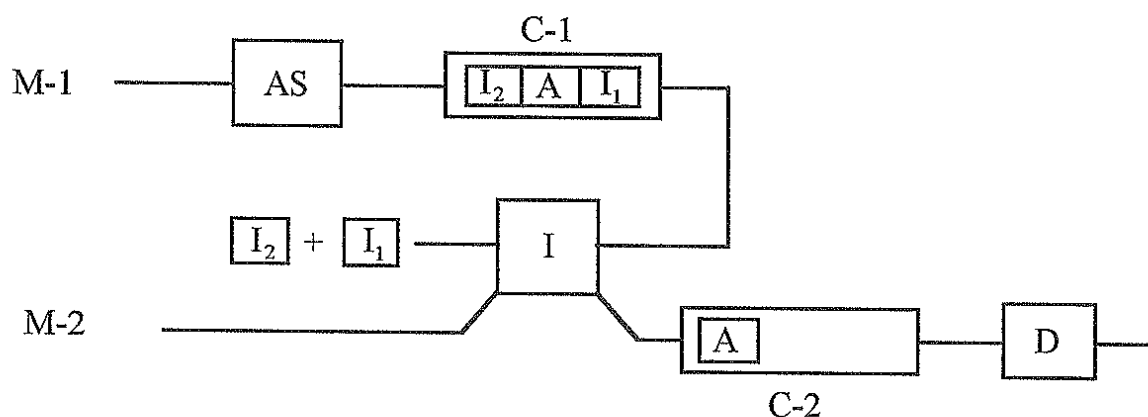 C-1
M-1 AS I₂ A I₁
I₂ + I₁ I
M-2
A D
C-2